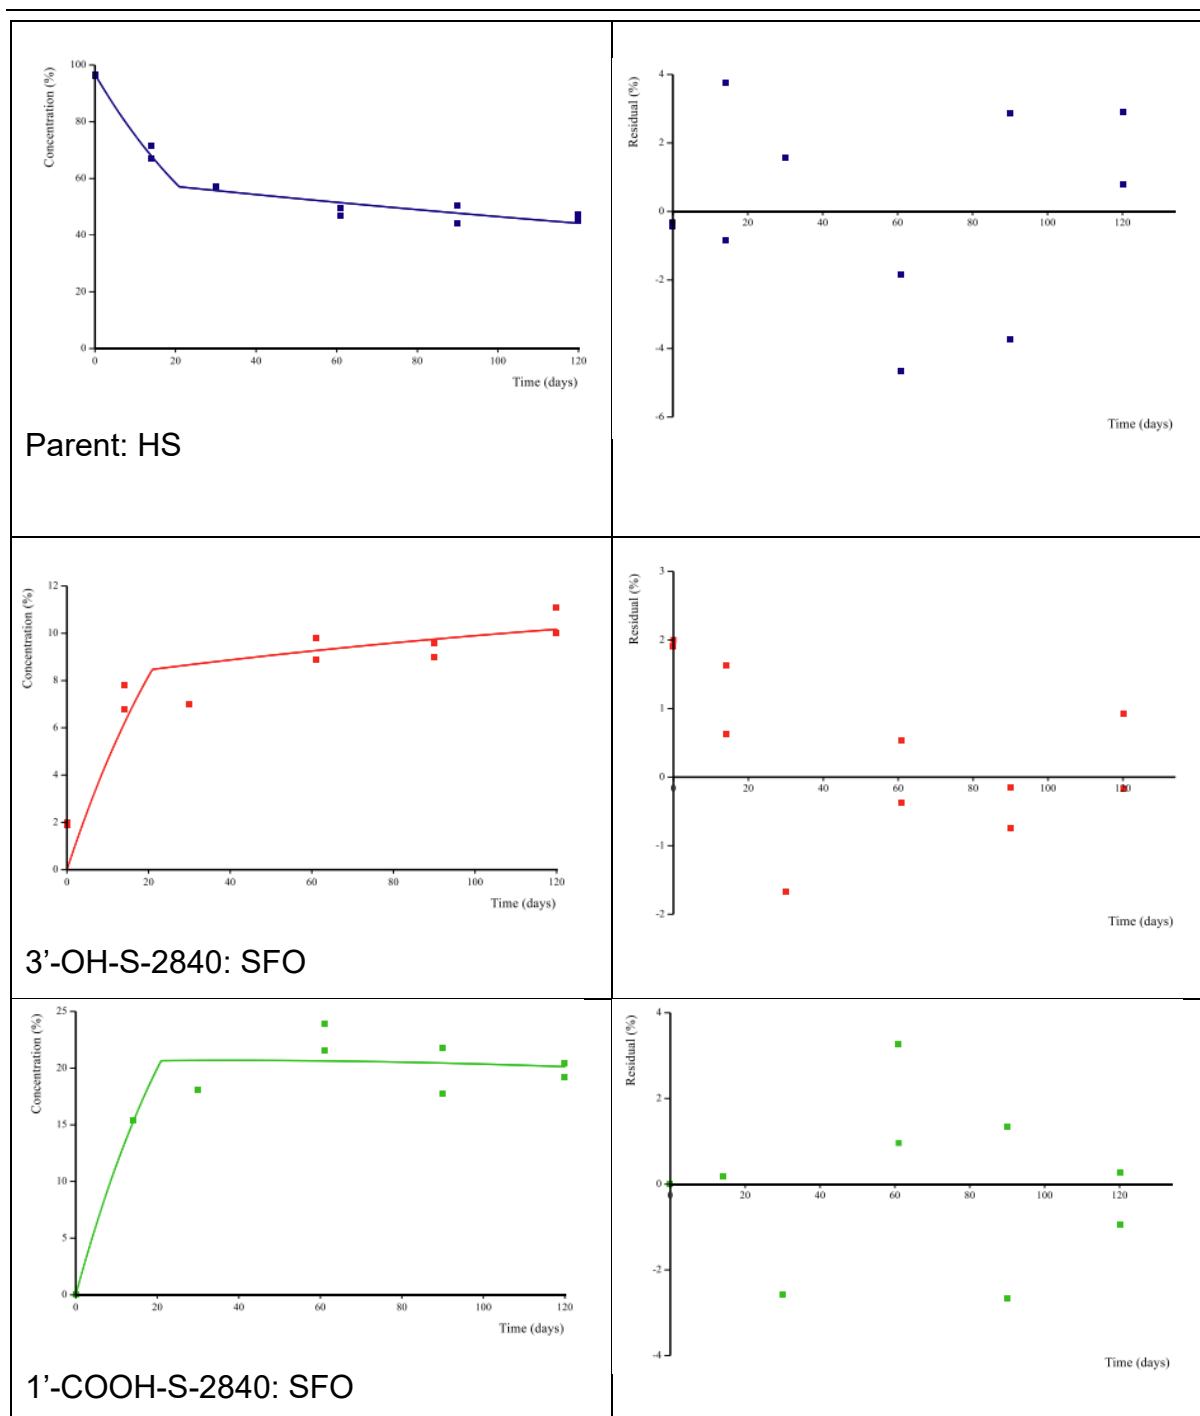 Concentration (%)
100
80
60
40
20
0
0 20 40 60 80 100 120
Time (days)
Parent: HS
Residual (%)
4
2
0
-2
-4
-6
20 40 60 80 100 120
Time (days)
Concentration (%)
12
10
8
6
4
2
0
0 20 40 60 80 100 120
Time (days)
3’-OH-S-2840: SFO
Residual (%)
3
2
1
0
-1
-2
0 20 40 60 80 100 120
Time (days)
Concentration (%)
25
20
15
10
5
0
0 20 40 60 80 100 120
Time (days)
1’-COOH-S-2840: SFO
Residual (%)
4
2
0
-2
-4
0 20 40 60 80 100 120
Time (days)